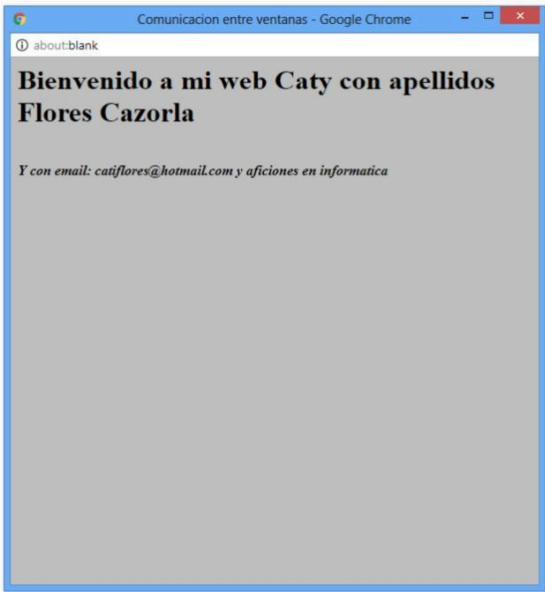 Comunicacion entre ventanas - Google Chrome
about:blank
Bienvenido a mi web Caty con apellidos
Flores Cazorla
Y con email: catiflores@hotmail.com y aficiones en informatica